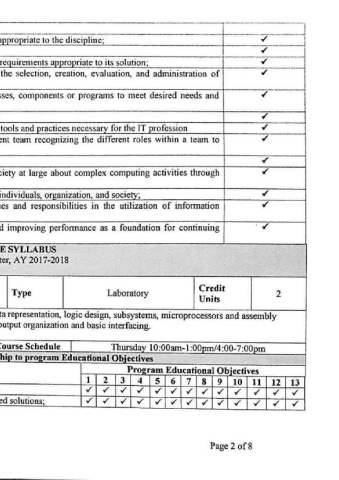 appropriate to the discipline; ✓
✓
requirements appropriate to its solution; ✓
the selection, creation, evaluation, and administration of ✓
sses, components or programs to meet desired needs and ✓
✓
tools and practices necessary for the IT profession ✓
ent team recognizing the different roles within a team to ✓
✓
ciety at large about complex computing activities through ✓
individuals, organization, and society; ✓
ues and responsibilities in the utilization of information ✓
d improving performance as a foundation for continuing ✓
E SYLLABUS
ter, AY 2017-2018
Type Laboratory Credit Units 2
ta representation, logic design, subsystems, microprocessors and assembly
output organization and basic interfacing.
Course Schedule Thursday 10:00am-1:00pm/4:00-7:00pm
ship to program Educational Objectives
Program Educational Objectives
1 2 3 4 5 6 7 8 9 10 11 12 13
✓ ✓ ✓ ✓ ✓ ✓ ✓ ✓ ✓ ✓ ✓ ✓ ✓
ed solutions; ✓ ✓ ✓ ✓ ✓ ✓ ✓ ✓ ✓ ✓ ✓ ✓ ✓
Page 2 of 8